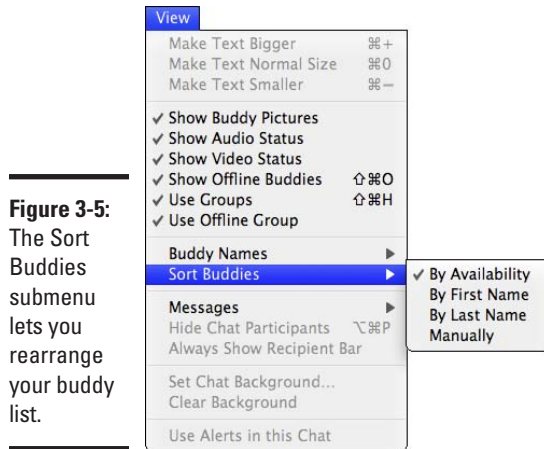 View
Make Text Bigger ⌘+
Make Text Normal Size ⌘0
Make Text Smaller ⌘−
✓ Show Buddy Pictures
✓ Show Audio Status
✓ Show Video Status
✓ Show Offline Buddies ⇧⌘O
✓ Use Groups ⇧⌘H
✓ Use Offline Group
Buddy Names ▶
Sort Buddies ▶
✓ By Availability
By First Name
By Last Name
Manually
Messages ▶
Hide Chat Participants ⌥⌘P
Always Show Recipient Bar
Set Chat Background...
Clear Background
Use Alerts in this Chat
Figure 3-5:
The Sort
Buddies
submenu
lets you
rearrange
your buddy
list.